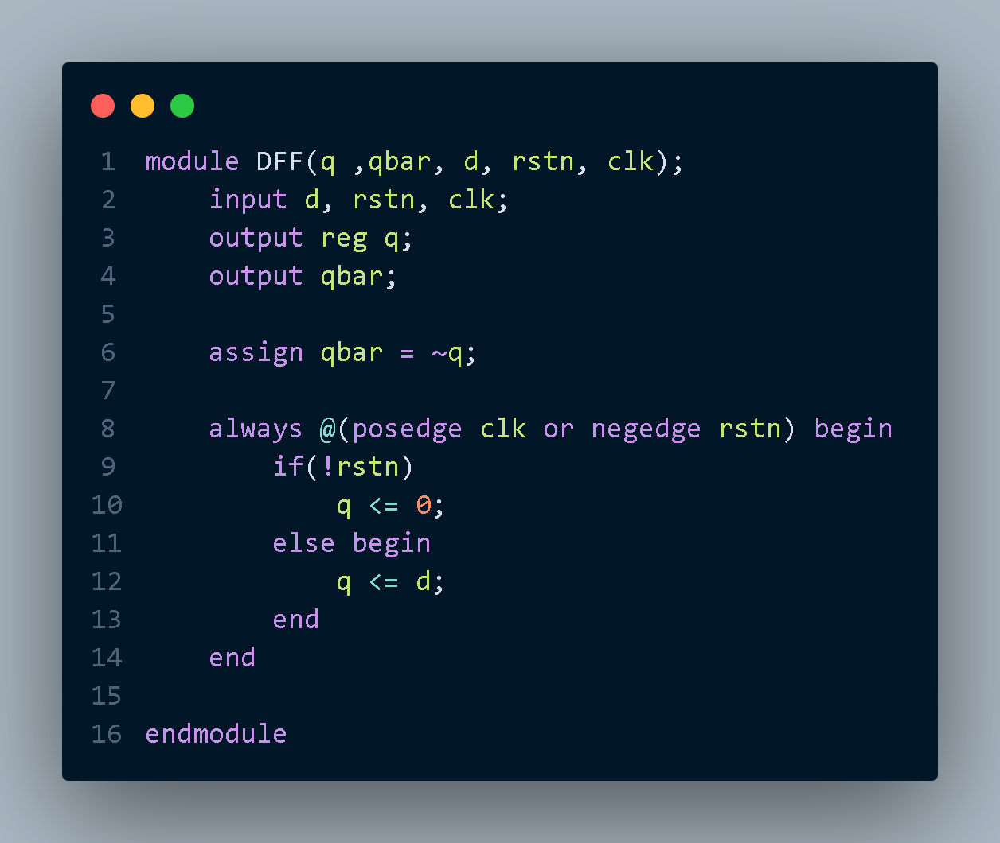 1 module DFF(q ,qbar, d, rstn, clk);
2     input d, rstn, clk;
3     output reg q;
4     output qbar;
5
6     assign qbar = ~q;
7
8     always @(posedge clk or negedge rstn) begin
9         if(!rstn)
10             q <= 0;
11         else begin
12             q <= d;
13         end
14     end
15
16 endmodule